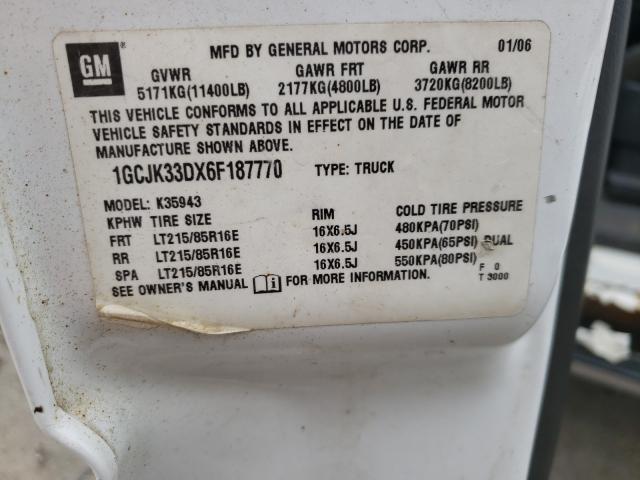 GM
MFD BY GENERAL MOTORS CORP. 01/06
GVWR GAWR FRT GAWR RR
5171KG(11400LB) 2177KG(4800LB) 3720KG(8200LB)
THIS VEHICLE CONFORMS TO ALL APPLICABLE U.S. FEDERAL MOTOR
VEHICLE SAFETY STANDARDS IN EFFECT ON THE DATE OF
MANUFACTURE SHOWN ABOVE.
1GCJK33DX6F187770 TYPE: TRUCK
MODEL: K35943
KPHW TIRE SIZE RIM COLD TIRE PRESSURE
FRT LT215/85R16E 16X6.5J 480KPA(70PSI)
RR LT215/85R16E 16X6.5J 450KPA(65PSI) DUAL
SPA LT215/85R16E 16X6.5J 550KPA(80PSI) F 0
SEE OWNER'S MANUAL FOR MORE INFORMATION. T 3000